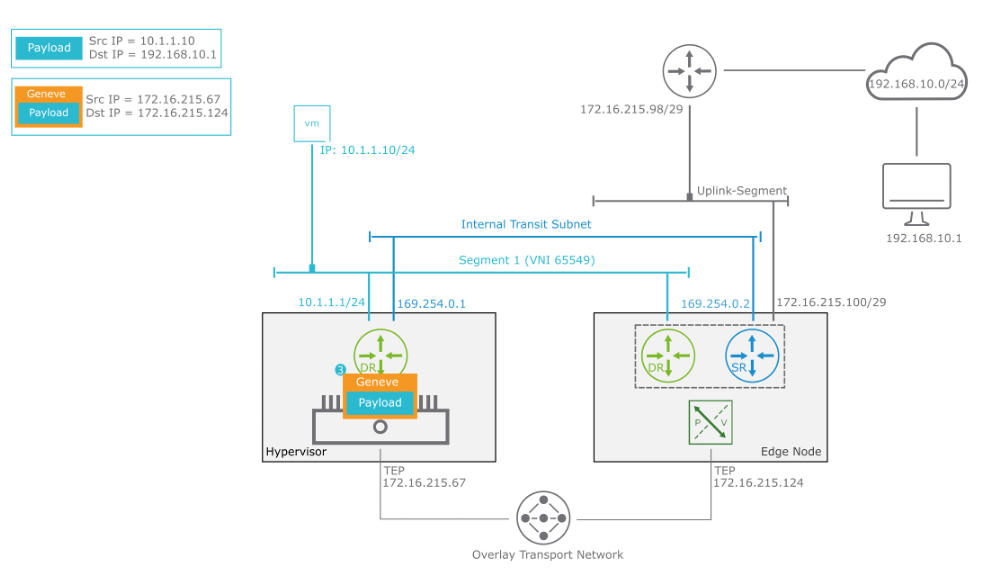 Payload
Src IP = 10.1.1.10
Dst IP = 192.168.10.1
Geneve
Payload
Src IP = 172.16.215.67
Dst IP = 172.16.215.124
vm
IP: 10.1.1.10/24
172.16.215.98/29
192.168.10.0/24
192.168.10.1
Uplink-Segment
Internal Transit Subnet
Segment 1 (VNI 65549)
10.1.1.1/24
169.254.0.1
169.254.0.2
172.16.215.100/29
DR
3
Geneve
Payload
Hypervisor
DR
SR
P
V
Edge Node
TEP
172.16.215.67
TEP
172.16.215.124
Overlay Transport Network